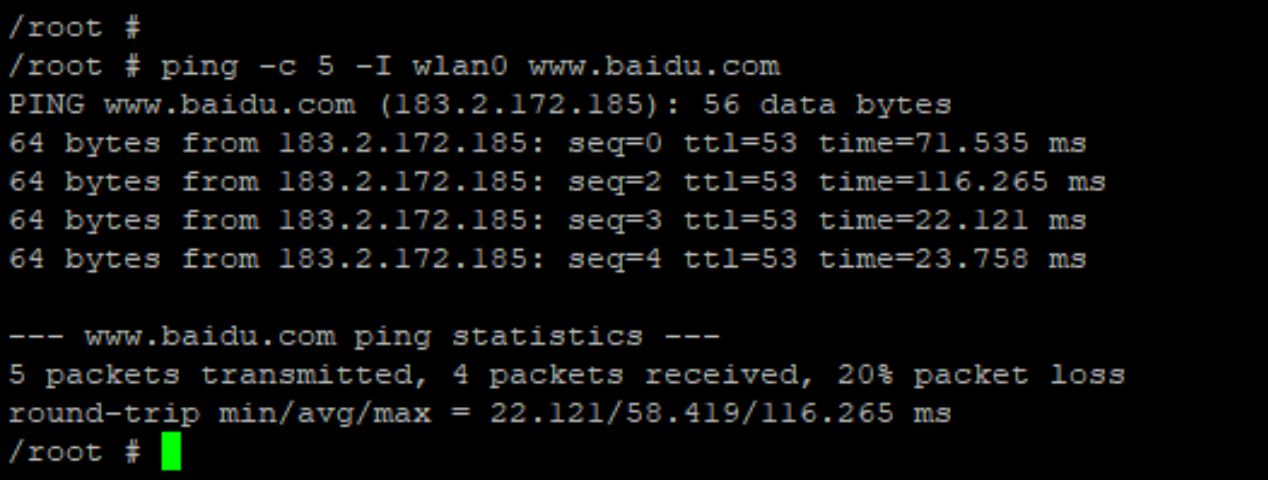 /root #
/root # ping -c 5 -I wlan0 www.baidu.com
PING www.baidu.com (183.2.172.185): 56 data bytes
64 bytes from 183.2.172.185: seq=0 ttl=53 time=71.535 ms
64 bytes from 183.2.172.185: seq=2 ttl=53 time=116.265 ms
64 bytes from 183.2.172.185: seq=3 ttl=53 time=22.121 ms
64 bytes from 183.2.172.185: seq=4 ttl=53 time=23.758 ms

--- www.baidu.com ping statistics ---
5 packets transmitted, 4 packets received, 20% packet loss
round-trip min/avg/max = 22.121/58.419/116.265 ms
/root #